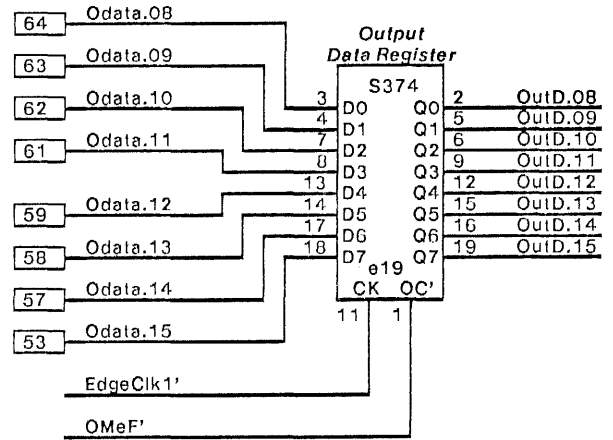 64 Odata.08
63 Odata.09
62 Odata.10
61 Odata.11
59 Odata.12
58 Odata.13
57 Odata.14
53 Odata.15
EdgeClk1'
OMeF'
Output
Data Register
S374
3 D0 Q0 2 OutD.08
4 D1 Q1 5 OutD.09
7 D2 Q2 6 OutD.10
8 D3 Q3 9 OutD.11
13 D4 Q4 12 OutD.12
14 D5 Q5 15 OutD.13
17 D6 Q6 16 OutD.14
18 D7 Q7 19 OutD.15
e19
CK OC'
11 1